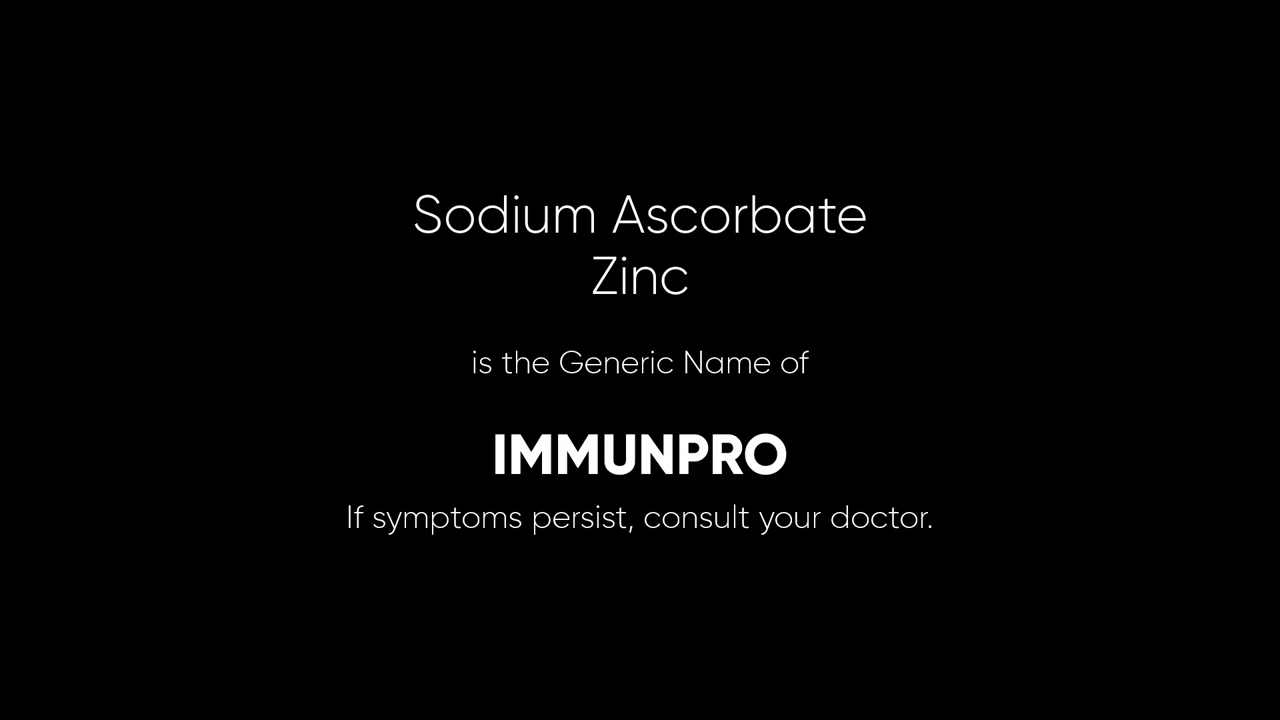 Sodium Ascorbate
Zinc
is the Generic Name of
IMMUNPRO
If symptoms persist, consult your doctor.